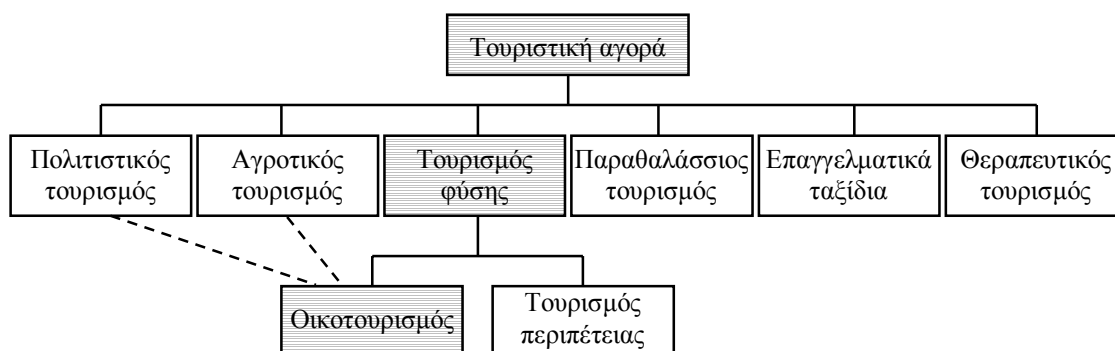 Τουριστική αγορά
Πολιτιστικός
τουρισμός
Αγροτικός
τουρισμός
Τουρισμός
φύσης
Παραθαλάσσιος
τουρισμός
Επαγγελματικά
ταξίδια
Θεραπευτικός
τουρισμός
Οικοτουρισμός
Τουρισμός
περιπέτειας